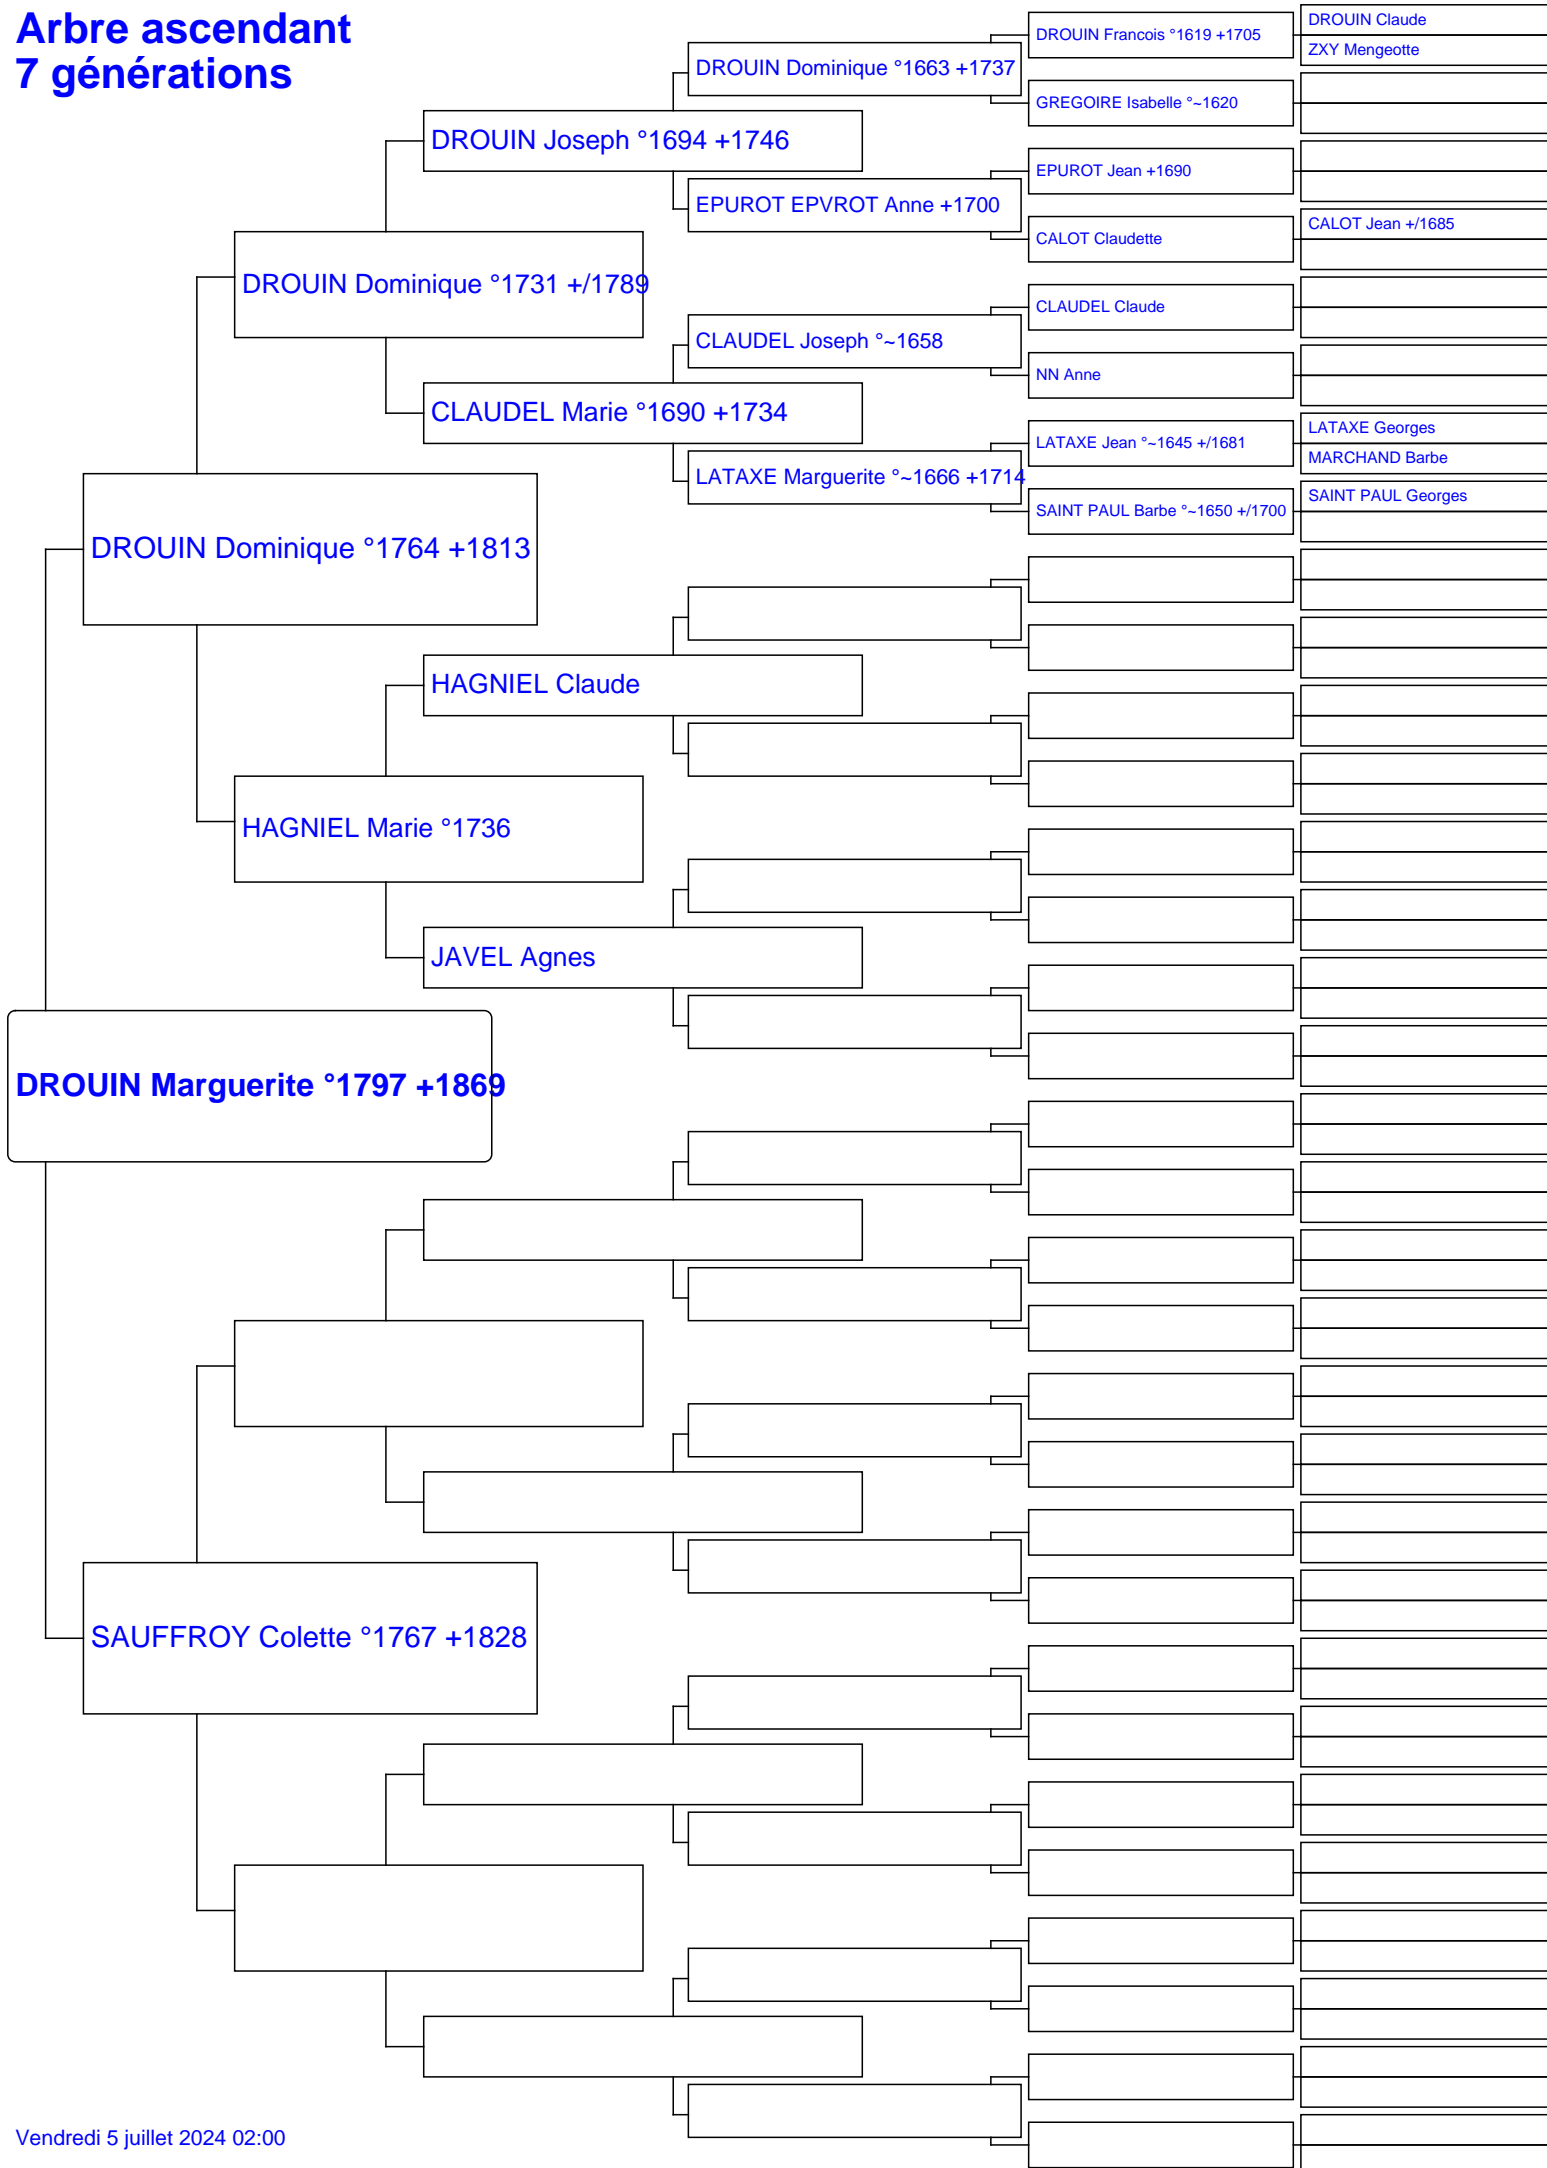 Arbre ascendant
7 générations
DROUIN Claude
DROUIN Francois °1619 +1705
ZXY Mengeotte
DROUIN Dominique °1663 +1737
GREGOIRE Isabelle °~1620
DROUIN Joseph °1694 +1746
EPUROT Jean +1690
EPUROT EPVROT Anne +1700
CALOT Jean +/1685
CALOT Claudette
DROUIN Dominique °1731 +/1789
CLAUDEL Claude
CLAUDEL Joseph °~1658
NN Anne
CLAUDEL Marie °1690 +1734
LATAXE Georges
LATAXE Jean °~1645 +/1681
MARCHAND Barbe
LATAXE Marguerite °~1666 +1714
SAINT PAUL Georges
SAINT PAUL Barbe °~1650 +/1700
DROUIN Dominique °1764 +1813
HAGNIEL Claude
HAGNIEL Marie °1736
JAVEL Agnes
DROUIN Marguerite °1797 +1869
SAUFFROY Colette °1767 +1828
Vendredi 5 juillet 2024 02:00